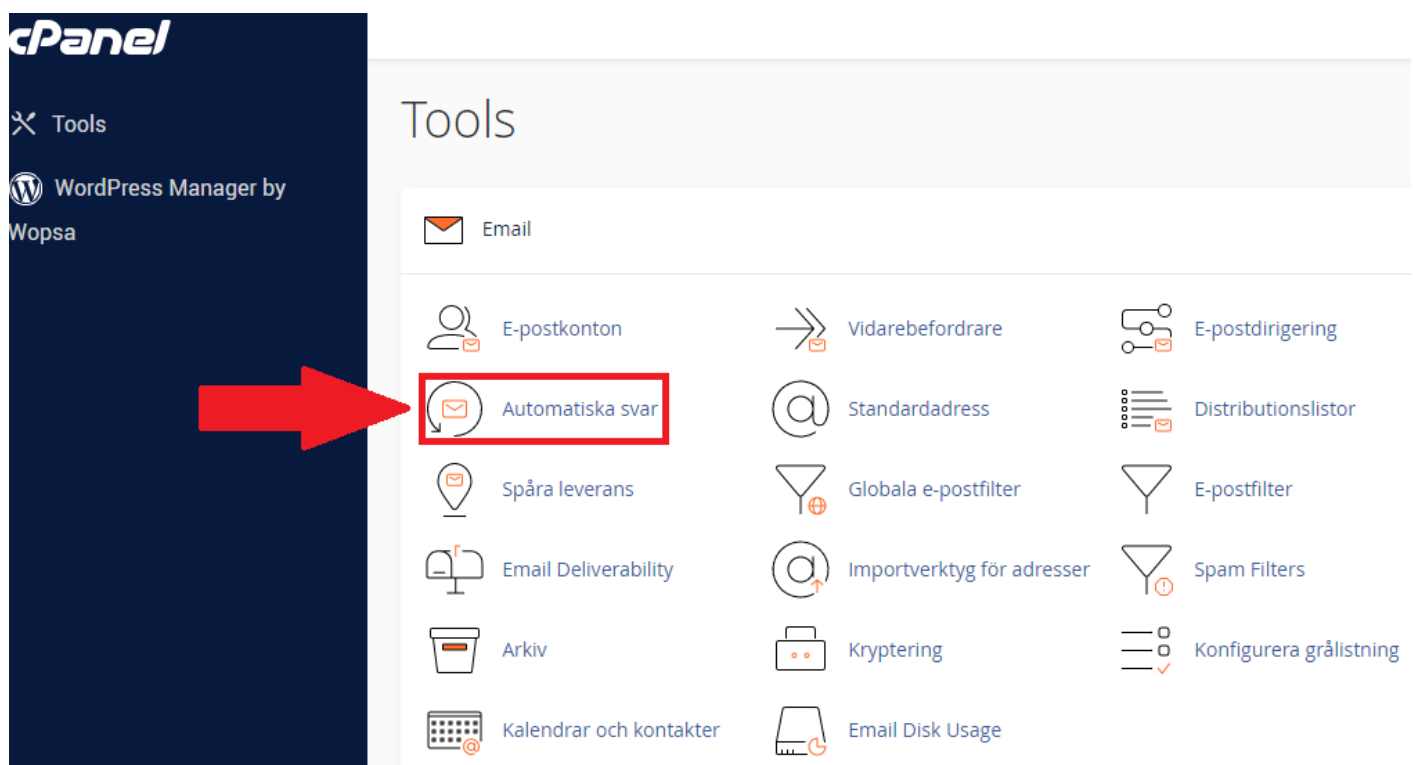 cPanel
Tools
WordPress Manager by
Wopsa
Tools
Email
E-postkonton
Vidarebefordrare
E-postdirigering
Automatiska svar
Standardadress
Distributionslistor
Spåra leverans
Globala e-postfilter
E-postfilter
Email Deliverability
Importverktyg för adresser
Spam Filters
Arkiv
Kryptering
Konfigurera grålistning
Kalendrar och kontakter
Email Disk Usage